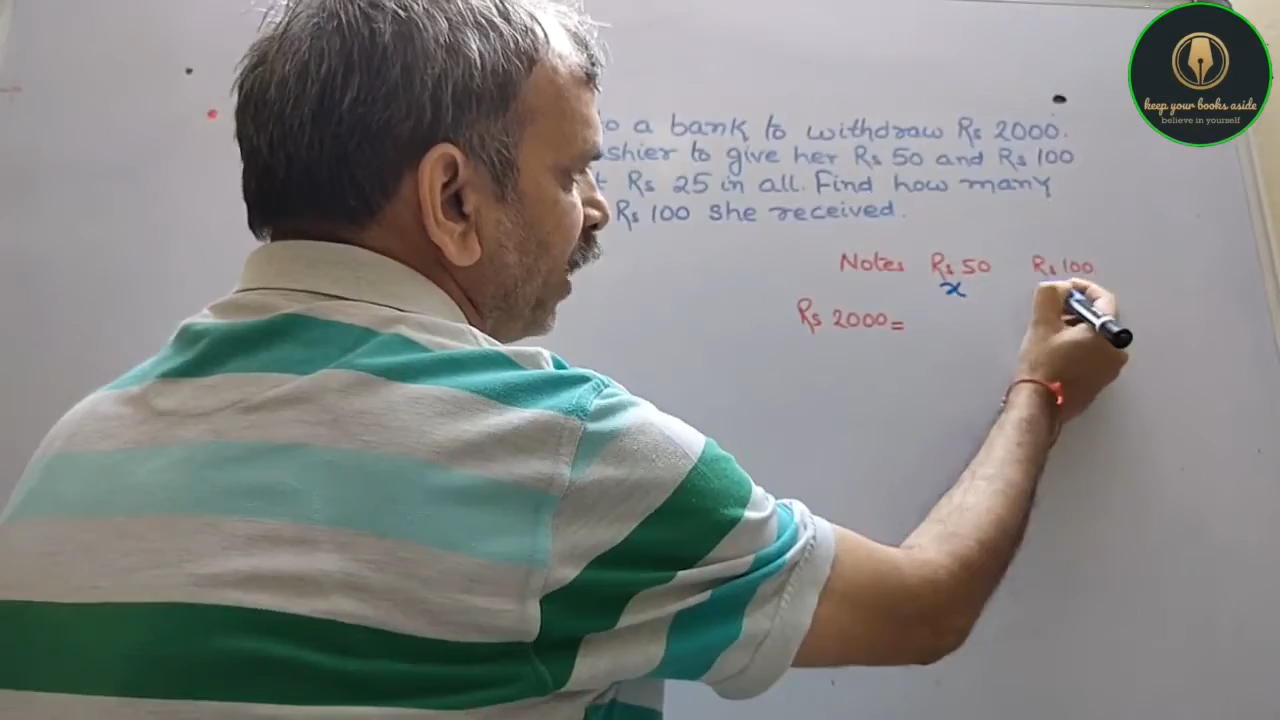 o a bank to withdraw Rs 2000.
shier to give her Rs 50 and Rs 100
Rs 25 in all. Find how many
Rs 100 she received.
Notes Rs 50 Rs 100
x
Rs 2000 =
keep your books aside
believe in yourself